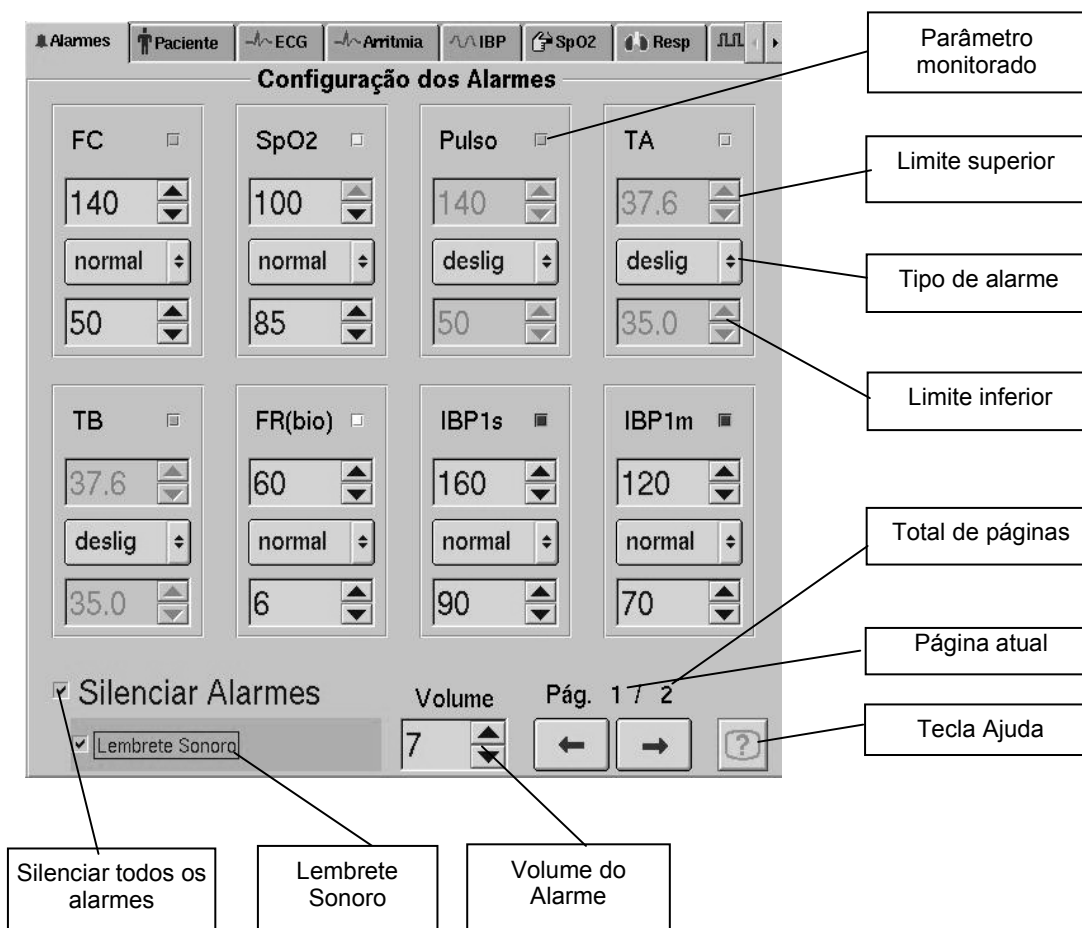 Alarmes Paciente ECG Arritmia IBP SpO2 Resp
Configuração dos Alarmes
FC SpO2 Pulso TA
140 100 140 37.6
normal normal deslig deslig
50 85 50 35.0
TB FR(bio) IBP1s IBP1m
37.6 60 160 120
deslig normal normal normal
35.0 6 90 70
Silenciar Alarmes
Volume
Pág. 1 / 2
Lembrete Sonoro
7
?
Parâmetro
monitorado
Limite superior
Tipo de alarme
Limite inferior
Total de páginas
Página atual
Tecla Ajuda
Silenciar todos os
alarmes
Lembrete
Sonoro
Volume do
Alarme